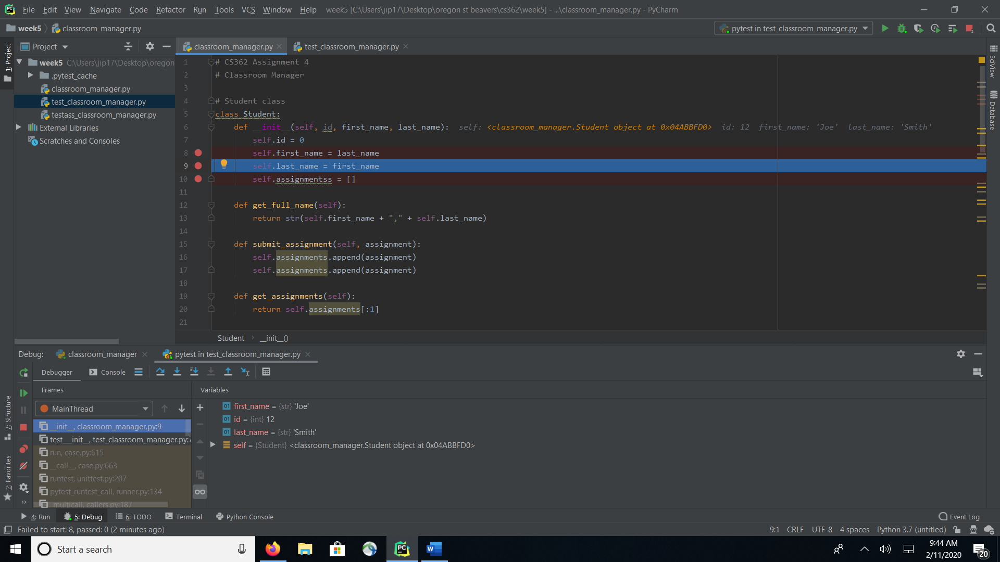 File Edit View Navigate Code Refactor Run Tools VCS Window Help week5 [C:\Users\jip17\Desktop\oregon st beavers\cs362\week5] - ...\classroom_manager.py - PyCharm
week5 classroom_manager.py pytest in test_classroom_manager.py
Project classroom_manager.py test_classroom_manager.py
1: Project
week5 C:\Users\jip17\Desktop\oregon
.pytest_cache
classroom_manager.py
test_classroom_manager.py
testass_classroom_manager.py
External Libraries
Scratches and Consoles
1 # CS362 Assignment 4
2 # Classroom Manager
3
4 # Student class
5 class Student:
6 def __init__(self, id, first_name, last_name): self: <classroom_manager.Student object at 0x04ABBFD0> id: 12 first_name: 'Joe' last_name: 'Smith'
7 self.id = 0
8 self.first_name = last_name
9 self.last_name = first_name
10 self.assignmentss = []
11
12 def get_full_name(self):
13 return str(self.first_name + "," + self.last_name)
14
15 def submit_assignment(self, assignment):
16 self.assignments.append(assignment)
17 self.assignments.append(assignment)
18
19 def get_assignments(self):
20 return self.assignments[:1]
21
Student __init__()
SciView
Database
Debug: classroom_manager pytest in test_classroom_manager.py
Debugger Console
Frames Variables
MainThread
__init__, classroom_manager.py:9
test___init__, test_classroom_manager.py:7
run, case.py:615
__call__, case.py:663
runtest, unittest.py:207
pytest_runtest_call, runner.py:134
_multicall, callers.py:187
01 first_name = {str} 'Joe'
01 id = {int} 12
01 last_name = {str} 'Smith'
self = {Student} <classroom_manager.Student object at 0x04ABBFD0>
7: Structure
2: Favorites
4: Run 5: Debug 6: TODO Terminal Python Console Event Log
Failed to start: 8, passed: 0 (2 minutes ago) 9:1 CRLF UTF-8 4 spaces Python 3.7 (untitled)
Start a search
PC
W
9:44 AM
2/11/2020
20